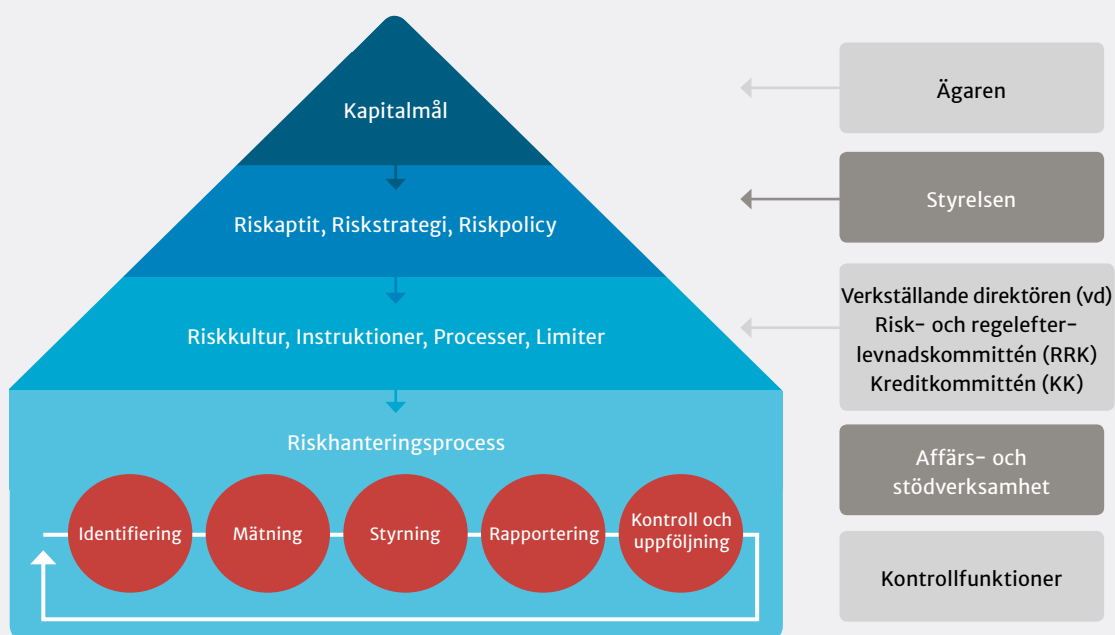 Kapitalmål
Riskaptit, Riskstrategi, Riskpolicy
Riskkultur, Instruktioner, Processer, Limiter
Riskhanteringsprocess
Identifiering
Mätning
Styrning
Rapportering
Kontroll och
uppföljning
Ägaren
Styrelsen
Verkställande direktören (vd)
Risk- och regelefter-
levnadskommittén (RRK)
Kreditkommittén (KK)
Affärs- och
stödverksamhet
Kontrollfunktioner